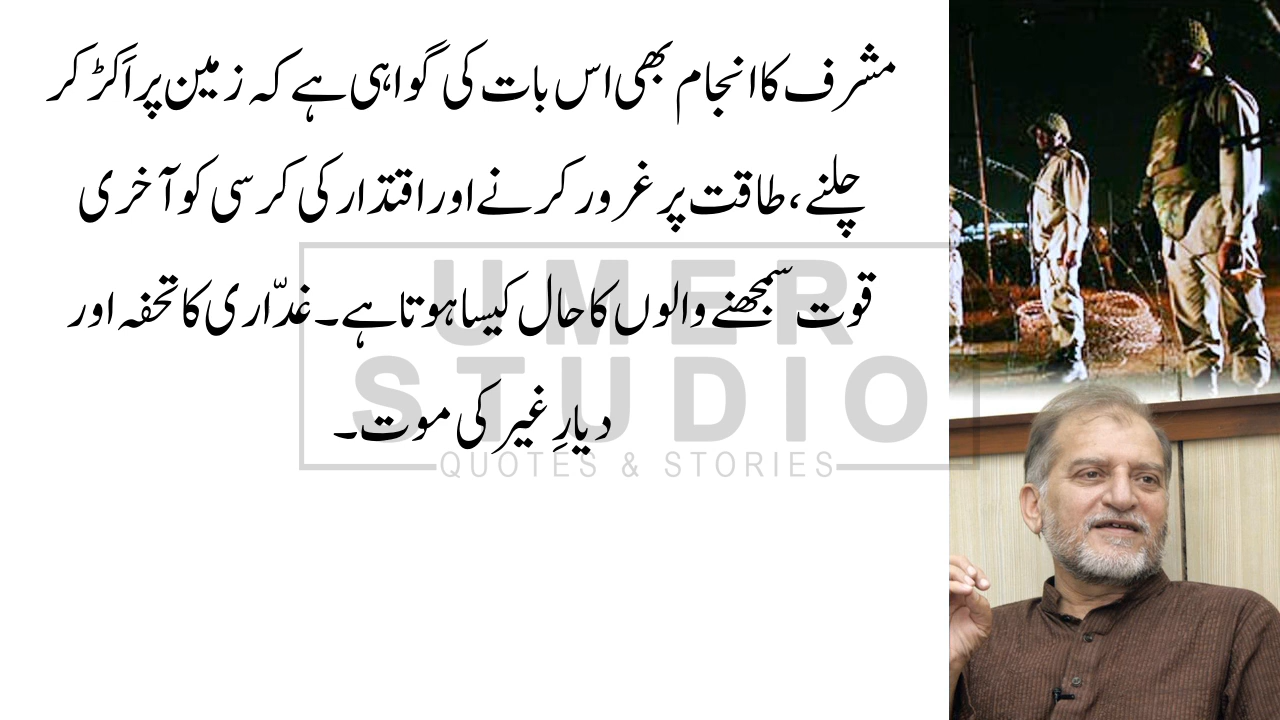 مشرف کا انجام بھی اس بات کی گواہی ہے کہ زمین پر اَکڑ کر
چلنے، طاقت پر غرور کرنے اور اقتدار کی کرسی کو آخری
قوت سمجھنے والوں کا حال کیسا ہوتا ہے۔ غدّاری کا تحفہ اور
دیارِ غیر کی موت۔
UMER
STUDIO
QUOTES & STORIES